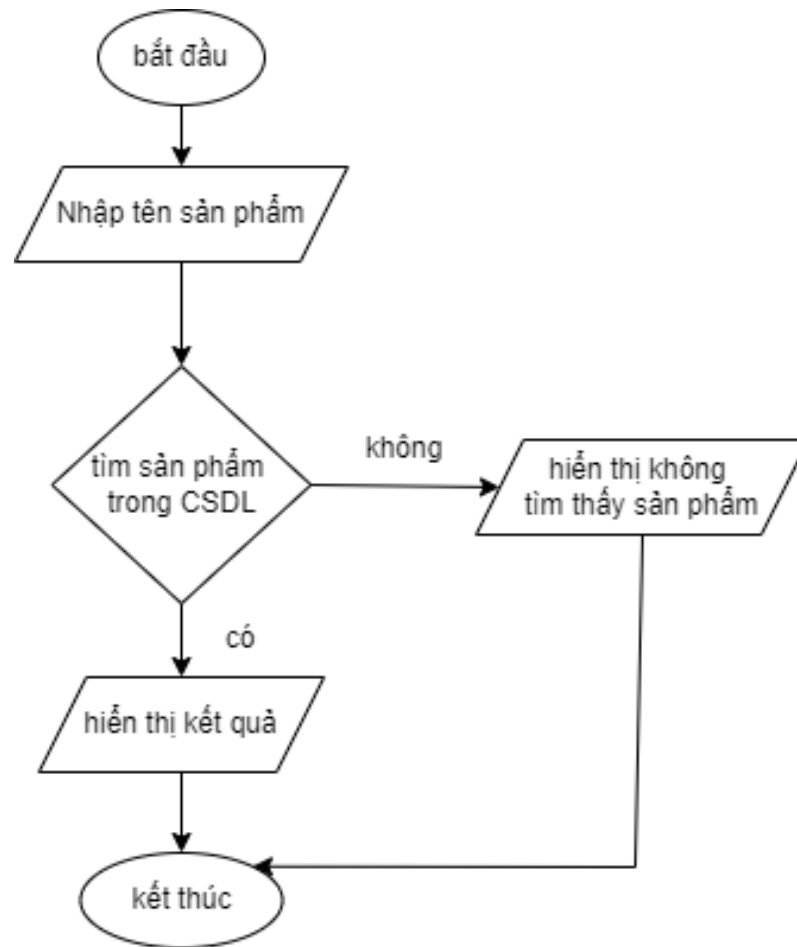 bắt đầu
Nhập tên sản phẩm
tìm sản phẩm
trong CSDL
không
hiển thị không
tìm thấy sản phẩm
có
hiển thị kết quả
kết thúc